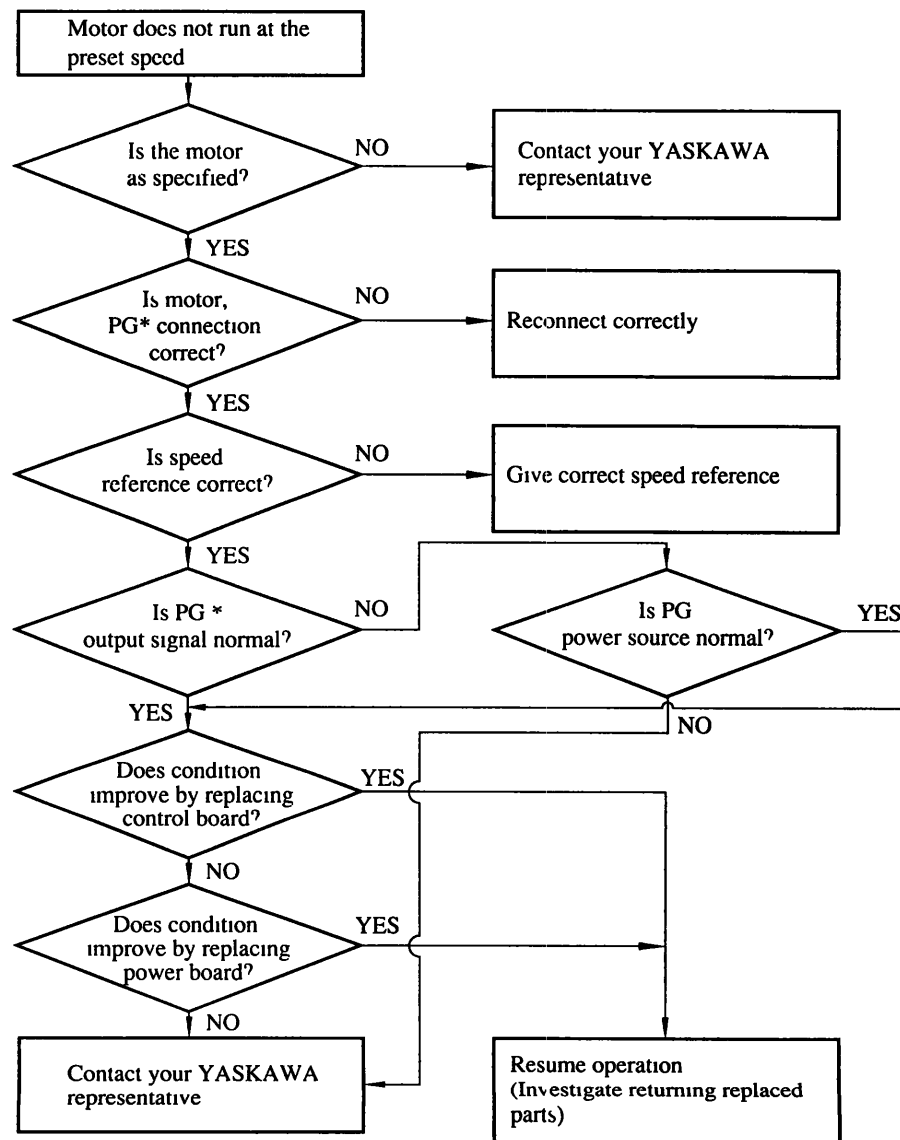 Motor does not run at the
preset speed
Is the motor
as specified?
NO
Contact your YASKAWA
representative
YES
Is motor,
PG* connection
correct?
NO
Reconnect correctly
YES
Is speed
reference correct?
NO
Give correct speed reference
YES
Is PG *
output signal normal?
NO
Is PG
power source normal?
YES
YES
NO
Does condition
improve by replacing
control board?
YES
NO
Does condition
improve by replacing
power board?
YES
NO
Contact your YASKAWA
representative
Resume operation
(Investigate returning replaced
parts)